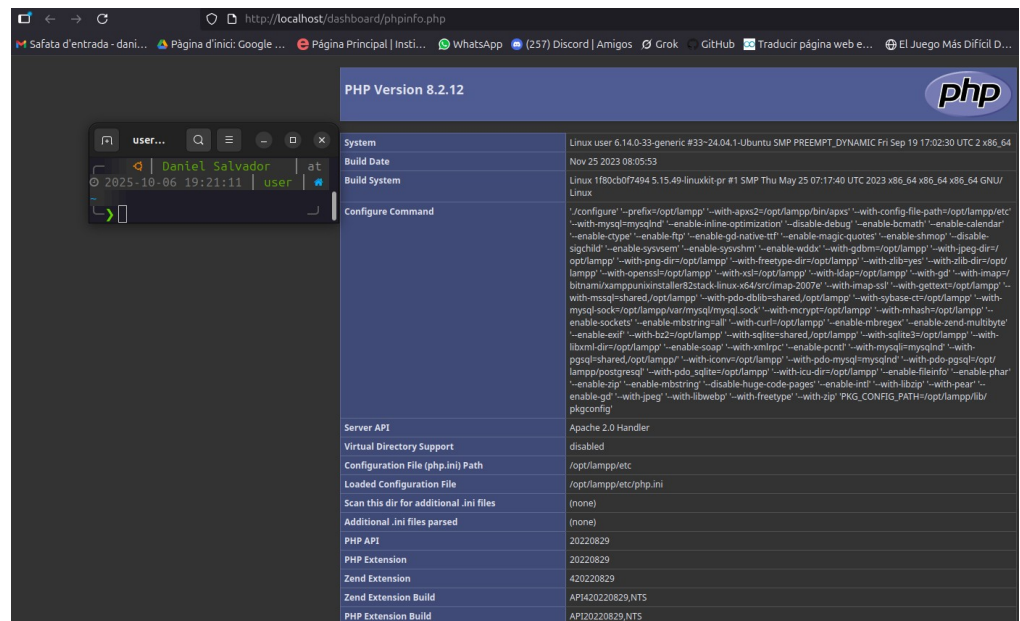 http://localhost/dashboard/phpinfo.php
Safata d'entrada - dani...
Pàgina d'inici: Google ...
Página Principal | Insti...
WhatsApp
(257) Discord | Amigos
Grok
GitHub
Traducir página web e...
El Juego Más Difícil D...
PHP Version 8.2.12
php
user...
Daniel Salvador | at
2025-10-06 19:21:11 | user |
~
System
Linux user 6.14.0-33-generic #33~24.04.1-Ubuntu SMP PREEMPT_DYNAMIC Fri Sep 19 17:02:30 UTC 2 x86_64
Build Date
Nov 25 2023 08:05:53
Build System
Linux 1f80cb0f7494 5.15.49-linuxkit-pr #1 SMP Thu May 25 07:17:40 UTC 2023 x86_64 x86_64 x86_64 GNU/
Linux
Configure Command
'./configure' '--prefix=/opt/lampp' '--with-apxs2=/opt/lampp/bin/apxs' '--with-config-file-path=/opt/lampp/etc'
'--with-mysql=mysqlnd' '--enable-inline-optimization' '--disable-debug' '--enable-bcmath' '--enable-calendar'
'--enable-ctype' '--enable-ftp' '--enable-gd-native-ttf' '--enable-magic-quotes' '--enable-shmop' '--disable-
sigchild' '--enable-sysvsem' '--enable-sysvshm' '--enable-wddx' '--with-gdbm=/opt/lampp' '--with-jpeg-dir=/
opt/lampp' '--with-png-dir=/opt/lampp' '--with-freetype-dir=/opt/lampp' '--with-zlib=yes' '--with-zlib-dir=/opt/
lampp' '--with-openssl=/opt/lampp' '--with-xsl=/opt/lampp' '--with-ldap=/opt/lampp' '--with-gd' '--with-imap=/
bitnami/xamppunixinstaller82stack-linux-x64/src/imap-2007e' '--with-imap-ssl' '--with-gettext=/opt/lampp' '--
with-mssql=shared,/opt/lampp' '--with-pdo-dblib=shared,/opt/lampp' '--with-sybase-ct=/opt/lampp' '--with-
mysql-sock=/opt/lampp/var/mysql/mysql.sock' '--with-mcrypt=/opt/lampp' '--with-mhash=/opt/lampp' '--
enable-sockets' '--enable-mbstring=all' '--with-curl=/opt/lampp' '--enable-mbregex' '--enable-zend-multibyte'
'--enable-exif' '--with-bz2=/opt/lampp' '--with-sqlite=shared,/opt/lampp' '--with-sqlite3=/opt/lampp' '--with-
libxml-dir=/opt/lampp' '--enable-soap' '--with-xmlrpc' '--enable-pcntl' '--with-mysqli=mysqlnd' '--with-
pgsql=shared,/opt/lampp/' '--with-iconv=/opt/lampp' '--with-pdo-mysql=mysqlnd' '--with-pdo-pgsql=/opt/
lampp/postgresql' '--with-pdo_sqlite=/opt/lampp' '--with-icu-dir=/opt/lampp' '--enable-fileinfo' '--enable-phar'
'--enable-zip' '--enable-mbstring' '--disable-huge-code-pages' '--enable-intl' '--with-libzip' '--with-pear' '--
enable-gd' '--with-jpeg' '--with-libwebp' '--with-freetype' '--with-zip' 'PKG_CONFIG_PATH=/opt/lampp/lib/
pkgconfig'
Server API
Apache 2.0 Handler
Virtual Directory Support
disabled
Configuration File (php.ini) Path
/opt/lampp/etc
Loaded Configuration File
/opt/lampp/etc/php.ini
Scan this dir for additional .ini files
(none)
Additional .ini files parsed
(none)
PHP API
20220829
PHP Extension
20220829
Zend Extension
420220829
Zend Extension Build
API420220829,NTS
PHP Extension Build
API20220829,NTS